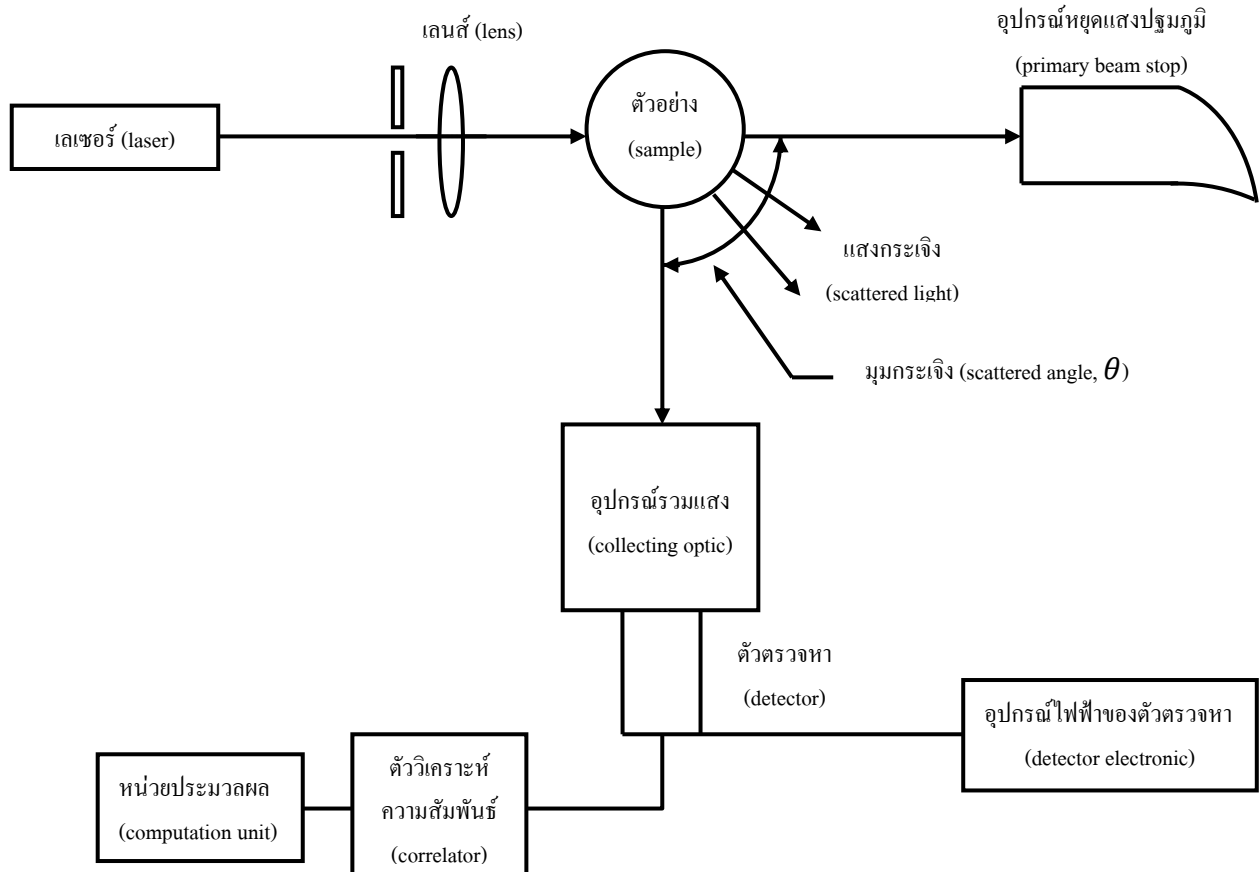 เลนส์ (lens)
อุปกรณ์หยุดแสงปฐมภูมิ
(primary beam stop)
เลเซอร์ (laser)
ตัวอย่าง
(sample)
แสงกระเจิง
(scattered light)
มุมกระเจิง (scattered angle, θ)
อุปกรณ์รวมแสง
(collecting optic)
ตัวตรวจหา
(detector)
อุปกรณ์ไฟฟ้าของตัวตรวจหา
(detector electronic)
หน่วยประมวลผล
(computation unit)
ตัววิเคราะห์
ความสัมพันธ์
(correlator)